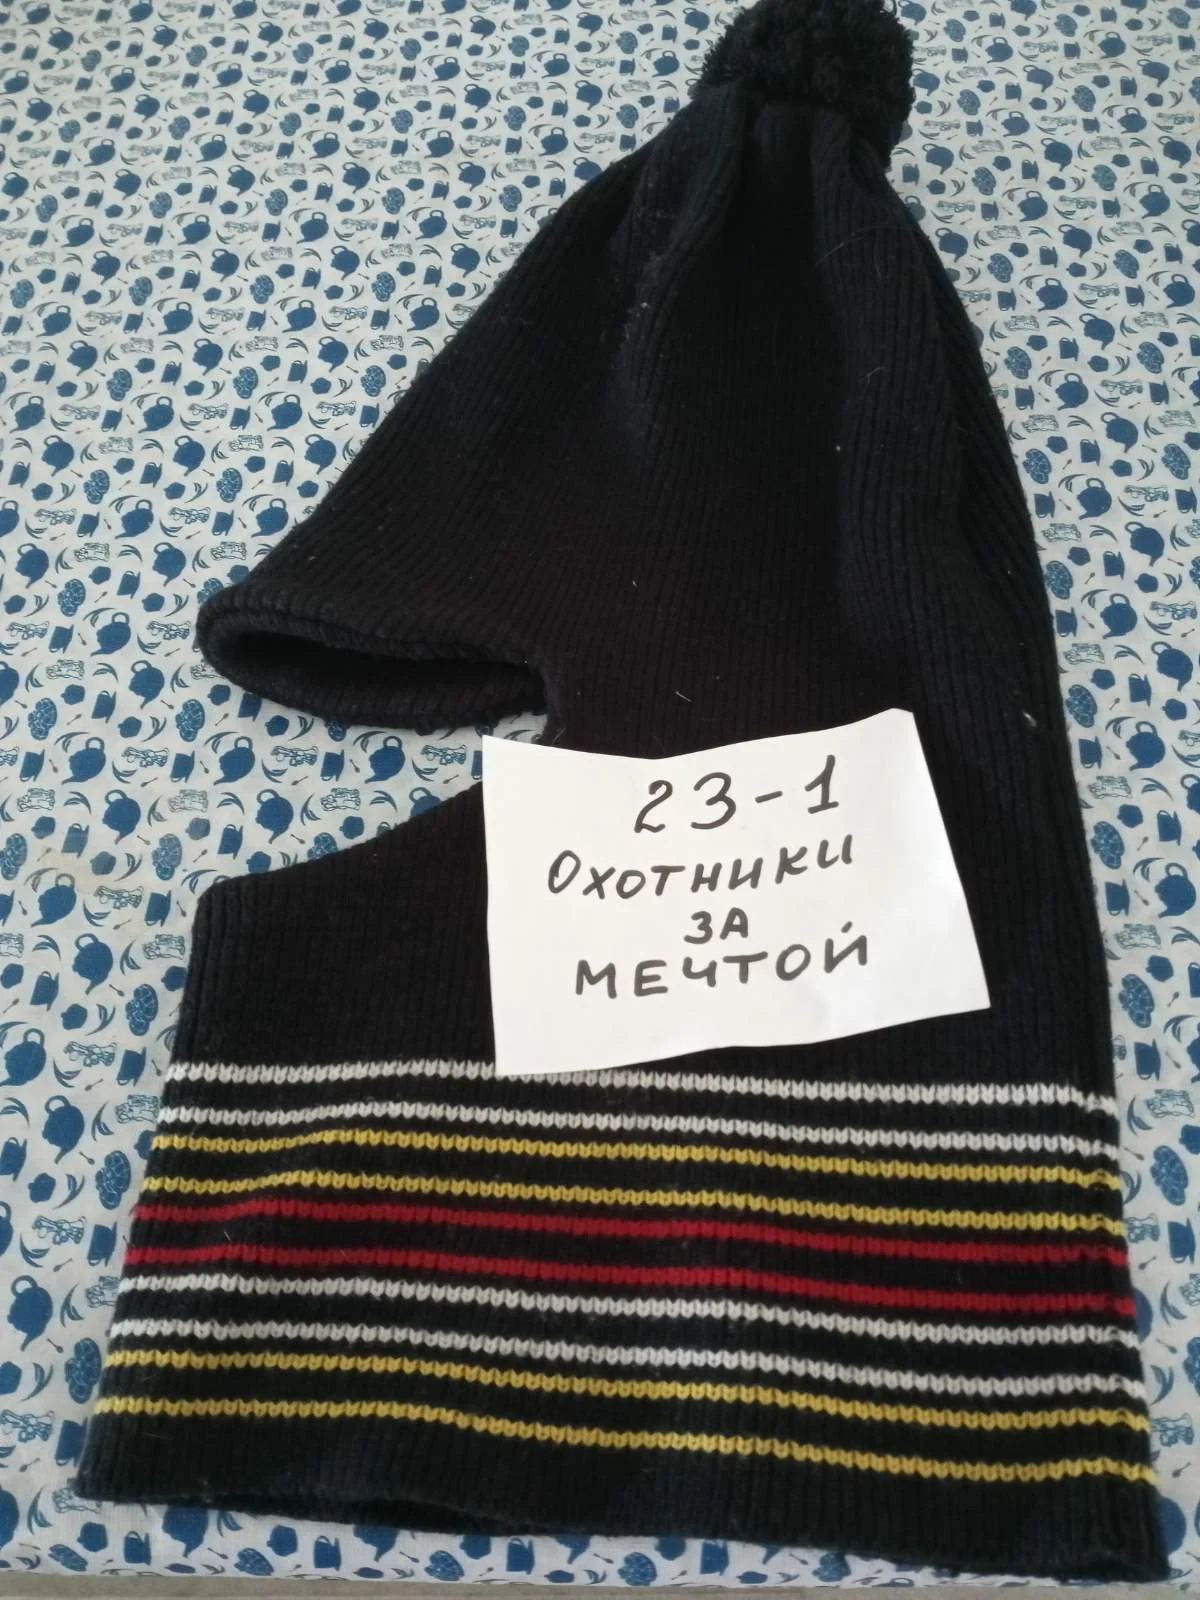 23-1
Охотники
за
мечтой